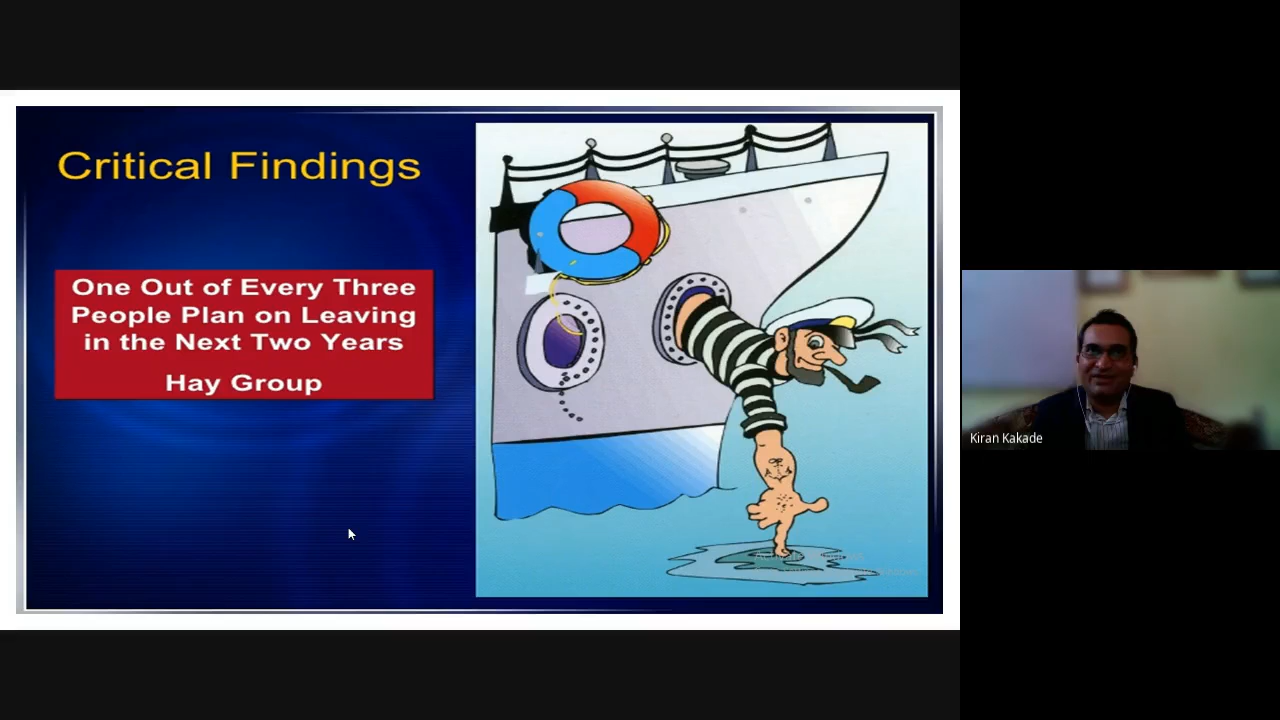 Critical Findings
One Out of Every Three
People Plan on Leaving
in the Next Two Years
Hay Group
Kiran Kakade